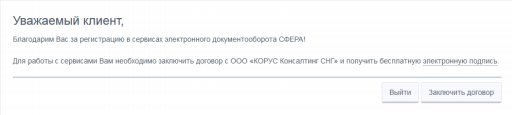 Уважаемый клиент,
Благодарим Вас за регистрацию в сервисах электронного документооборота СФЕРА!
Для работы с сервисами Вам необходимо заключить договор с ООО «КОРУС Консалтинг СНГ» и получить бесплатную электронную подпись.
Выйти Заключить договор